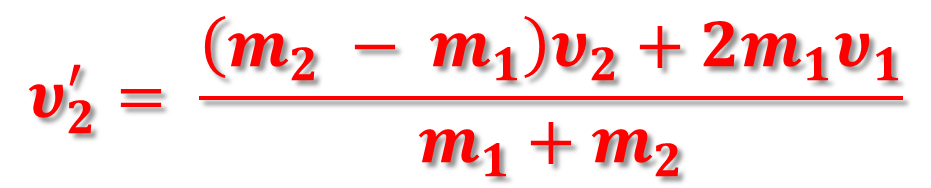 υ₂′ = ((m₂ − m₁)υ₂ + 2m₁υ₁) / (m₁ + m₂)